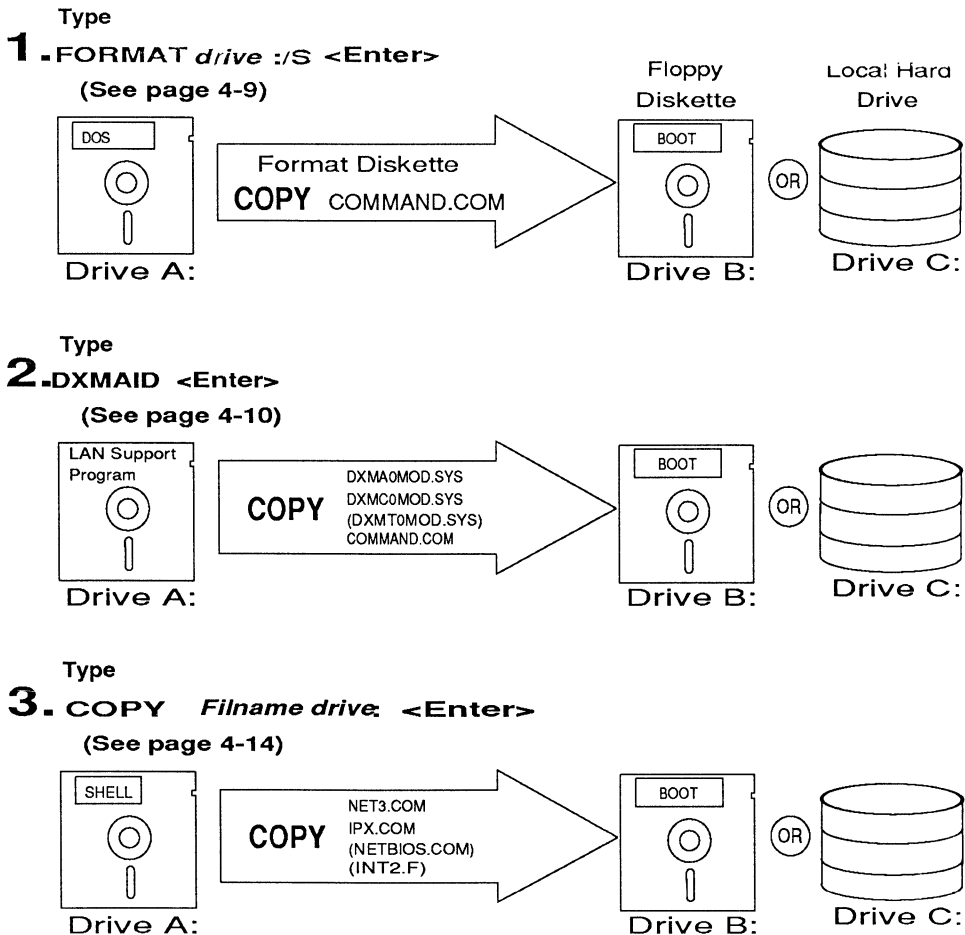 Type
1. FORMAT drive :/S <Enter>
(See page 4-9)
Floppy
Diskette
Local Hard
Drive
DOS
Format Diskette
COPY COMMAND.COM
BOOT
OR
Drive A:
Drive B:
Drive C:
Type
2. DXMAID <Enter>
(See page 4-10)
LAN Support
Program
COPY
DXMA0MOD.SYS
DXMC0MOD.SYS
(DXMT0MOD.SYS)
COMMAND.COM
BOOT
OR
Drive A:
Drive B:
Drive C:
Type
3. COPY Filname drive: <Enter>
(See page 4-14)
SHELL
COPY
NET3.COM
IPX.COM
(NETBIOS.COM)
(INT2.F)
BOOT
OR
Drive A:
Drive B:
Drive C: